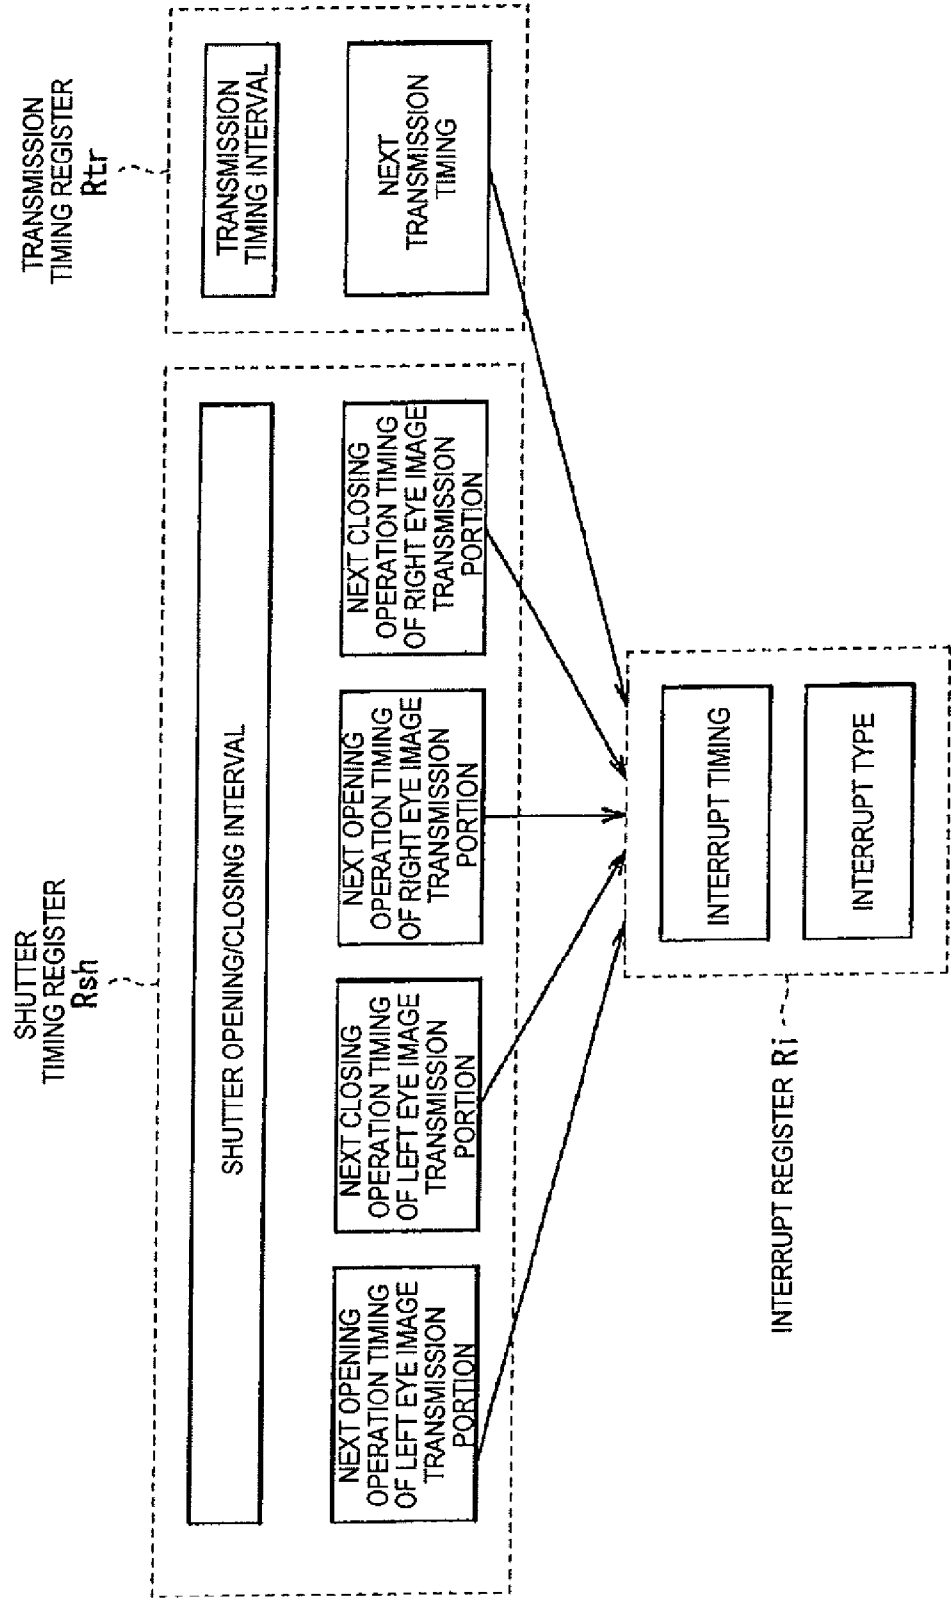 SHUTTER
TIMING REGISTER
Rsh
TRANSMISSION
TIMING REGISTER
Rtr
SHUTTER OPENING/CLOSING INTERVAL
TRANSMISSION
TIMING INTERVAL
NEXT OPENING
OPERATION TIMING
OF LEFT EYE IMAGE
TRANSMISSION
PORTION
NEXT CLOSING
OPERATION TIMING
OF LEFT EYE IMAGE
TRANSMISSION
PORTION
NEXT OPENING
OPERATION TIMING
OF RIGHT EYE IMAGE
TRANSMISSION
PORTION
NEXT CLOSING
OPERATION TIMING
OF RIGHT EYE IMAGE
TRANSMISSION
PORTION
NEXT
TRANSMISSION
TIMING
INTERRUPT REGISTER Ri
INTERRUPT TIMING
INTERRUPT TYPE